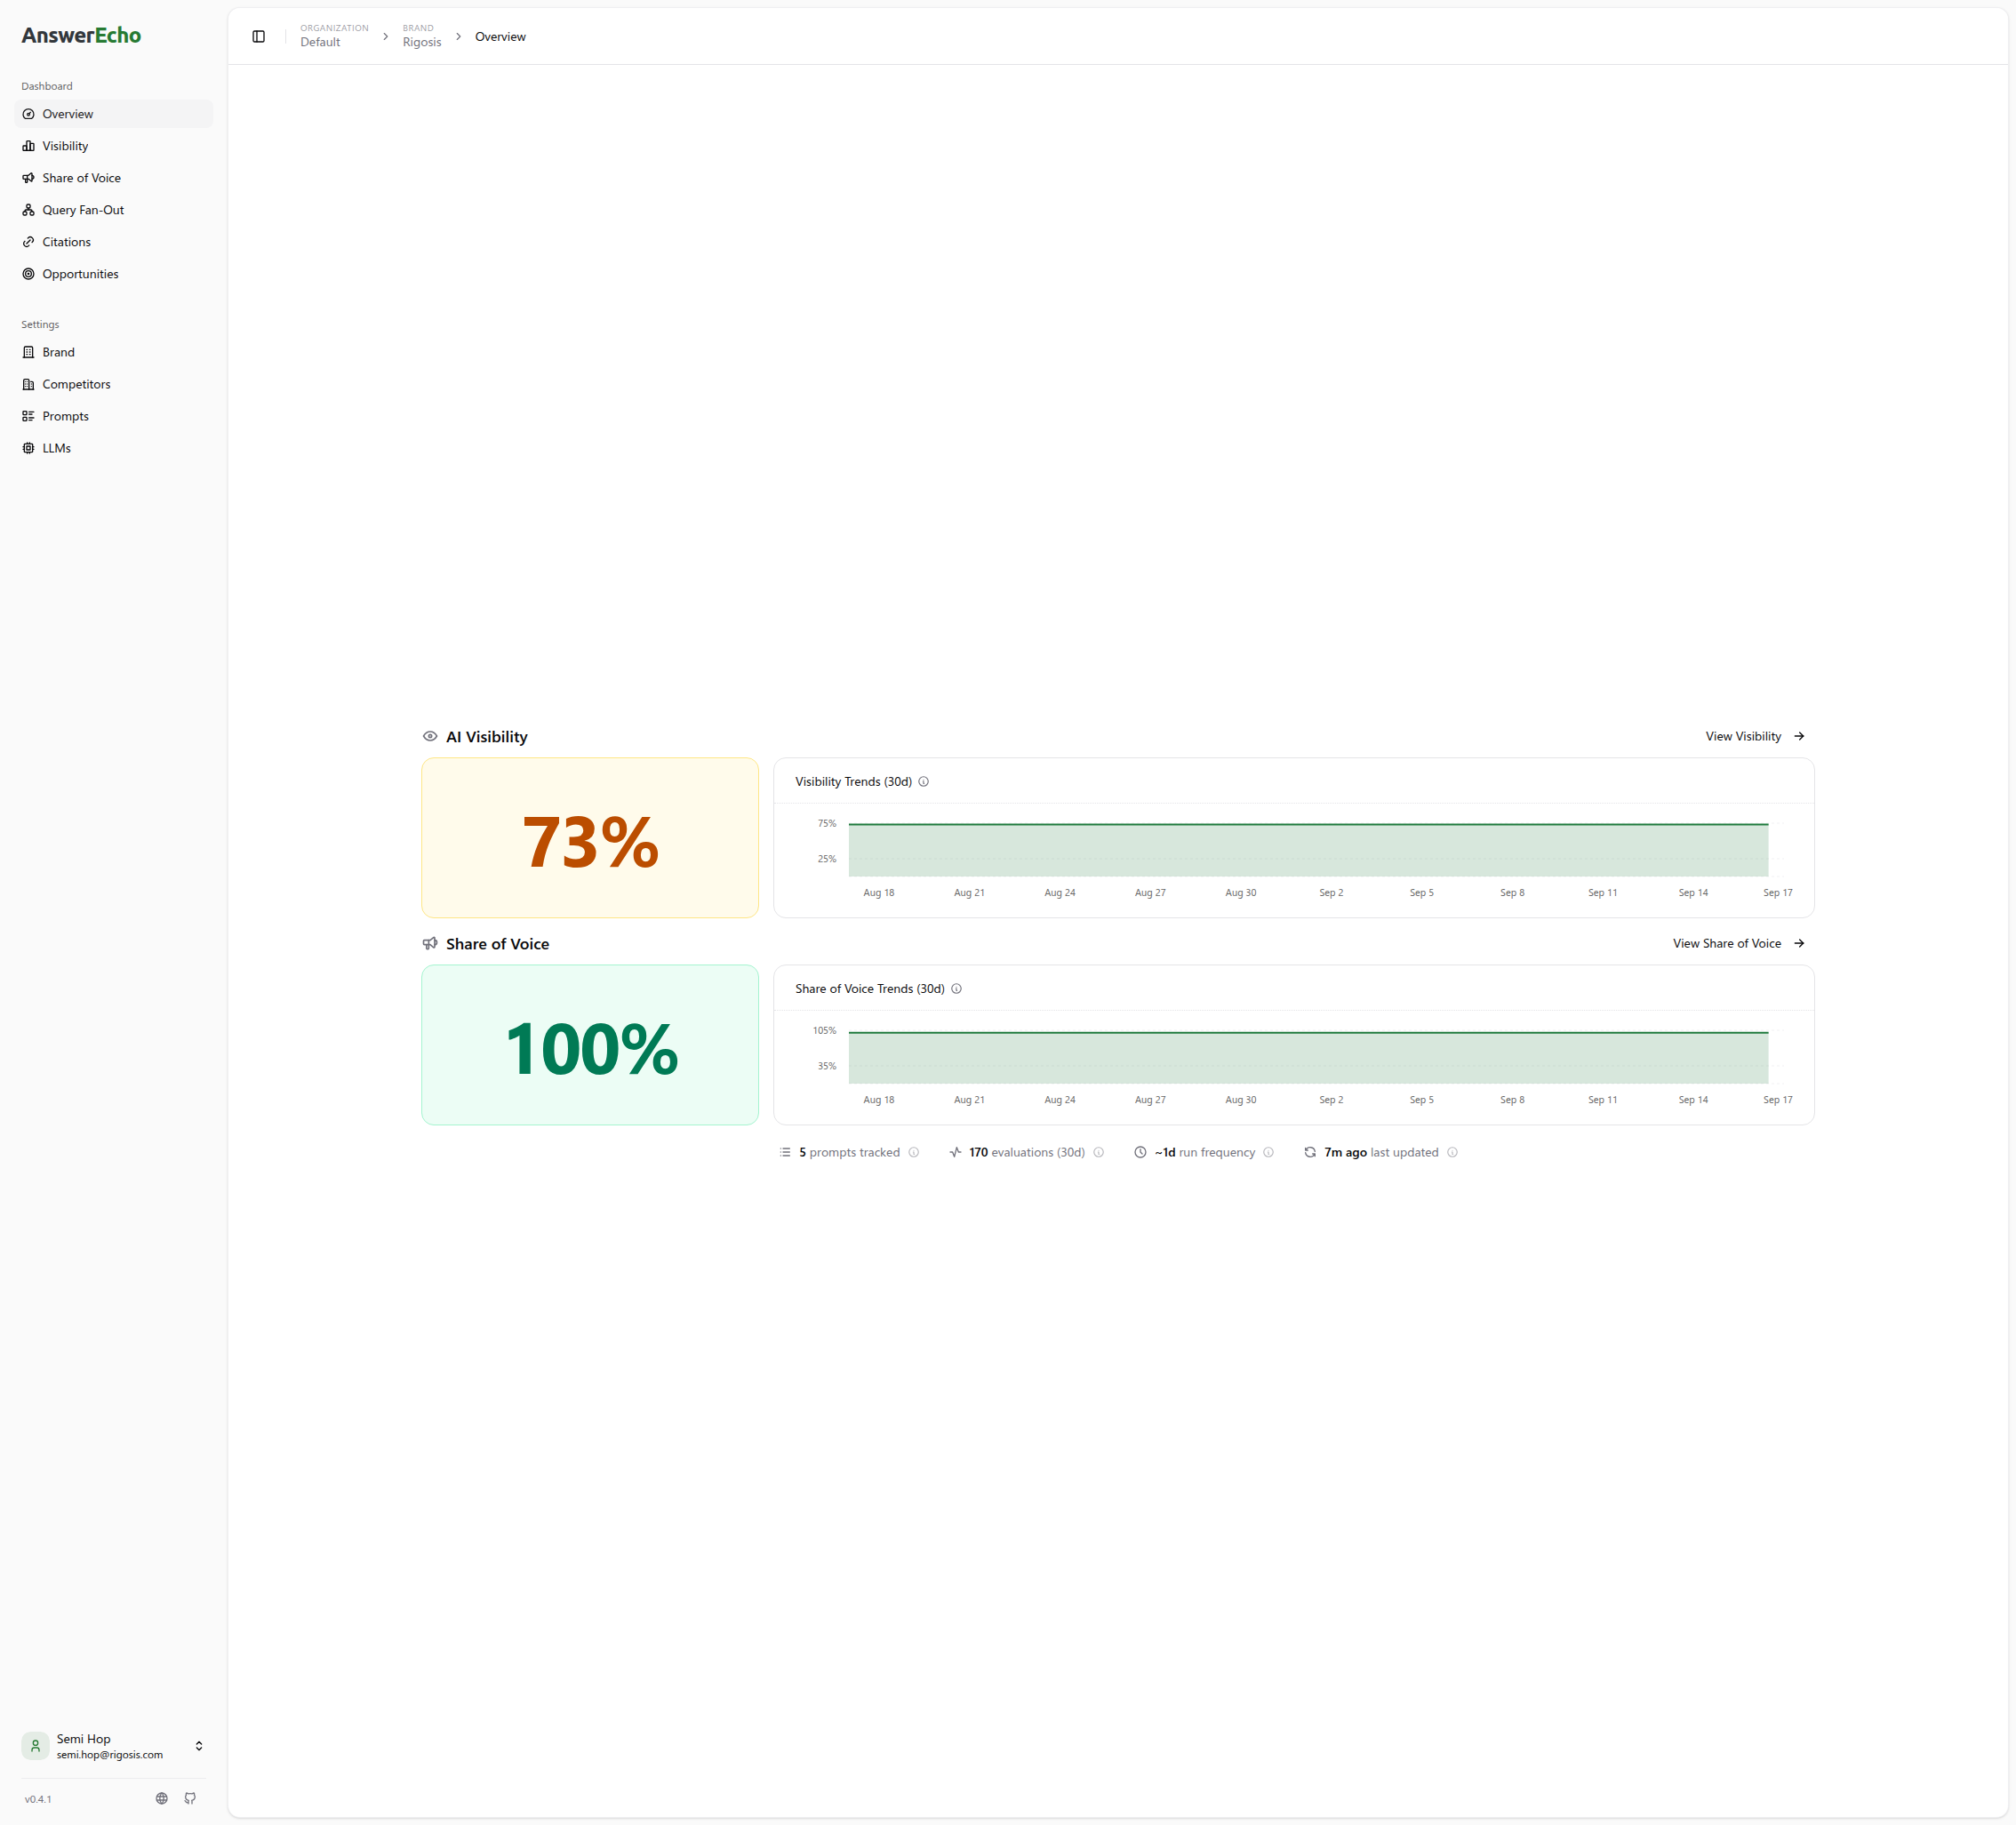 AnswerEcho
Dashboard
Overview
Visibility
Share of Voice
Query Fan-Out
Citations
Opportunities
Settings
Brand
Competitors
Prompts
LLMs
Semi Hop
semi.hop@rigosis.com
v0.4.1
ORGANIZATION
Default
BRAND
Rigosis
Overview
AI Visibility
View Visibility
73%
Visibility Trends (30d)
75%
25%
Aug 18 Aug 21 Aug 24 Aug 27 Aug 30 Sep 2 Sep 5 Sep 8 Sep 11 Sep 14 Sep 17
Share of Voice
View Share of Voice
100%
Share of Voice Trends (30d)
105%
35%
Aug 18 Aug 21 Aug 24 Aug 27 Aug 30 Sep 2 Sep 5 Sep 8 Sep 11 Sep 14 Sep 17
5 prompts tracked 170 evaluations (30d) ~1d run frequency 7m ago last updated